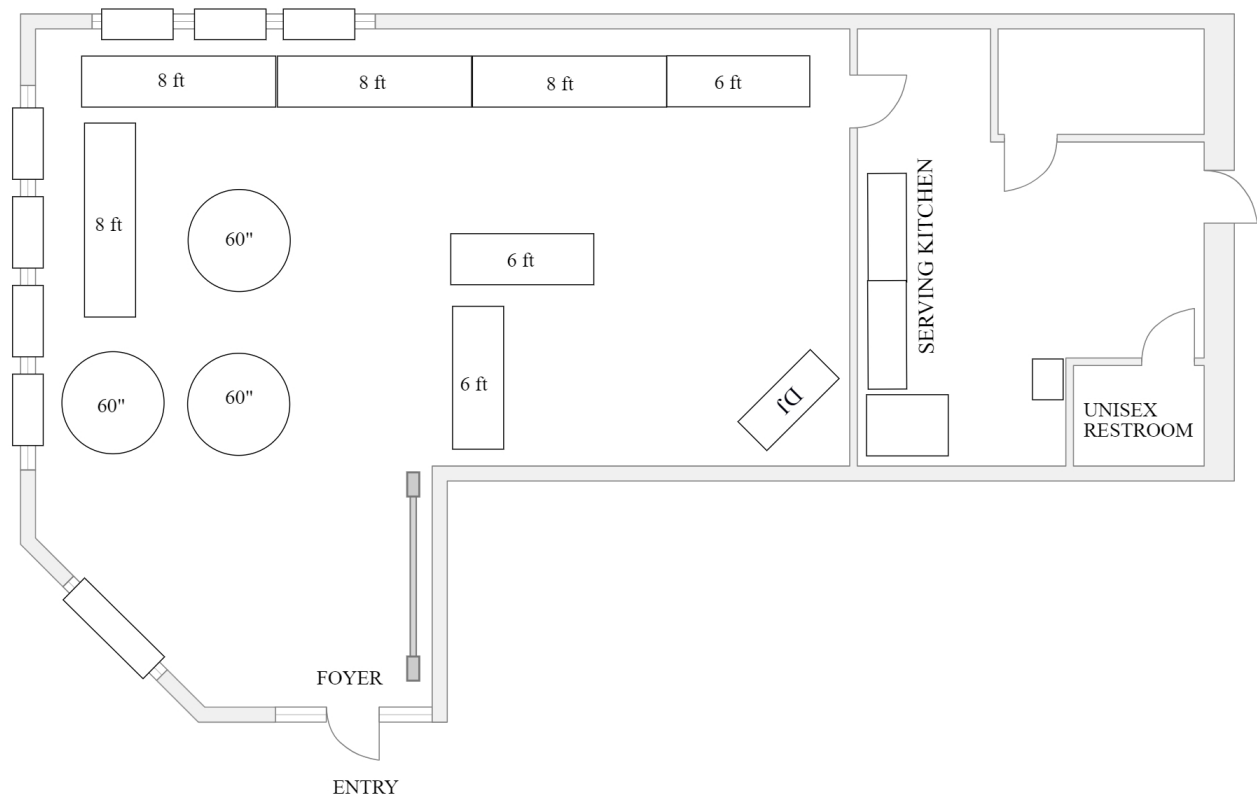 8 ft
8 ft
8 ft
6 ft
8 ft
60"
6 ft
60"
60"
6 ft
DJ
SERVING KITCHEN
UNISEX
RESTROOM
FOYER
ENTRY